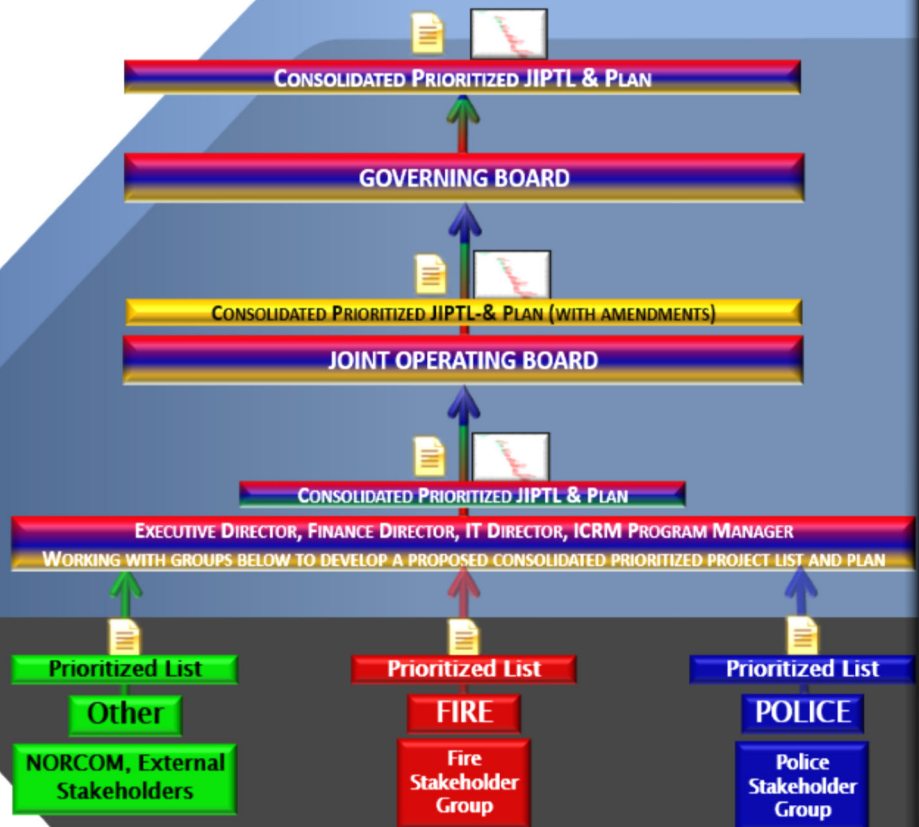 CONSOLIDATED PRIORITIZED JIPTL & PLAN
GOVERNING BOARD
CONSOLIDATED PRIORITIZED JIPTL-& PLAN (WITH AMENDMENTS)
JOINT OPERATING BOARD
CONSOLIDATED PRIORITIZED JIPTL & PLAN
EXECUTIVE DIRECTOR, FINANCE DIRECTOR, IT DIRECTOR, ICRM PROGRAM MANAGER
WORKING WITH GROUPS BELOW TO DEVELOP A PROPOSED CONSOLIDATED PRIORITIZED PROJECT LIST AND PLAN
Prioritized List
Other
NORCOM, External
Stakeholders
Prioritized List
FIRE
Fire
Stakeholder
Group
Prioritized List
POLICE
Police
Stakeholder
Group